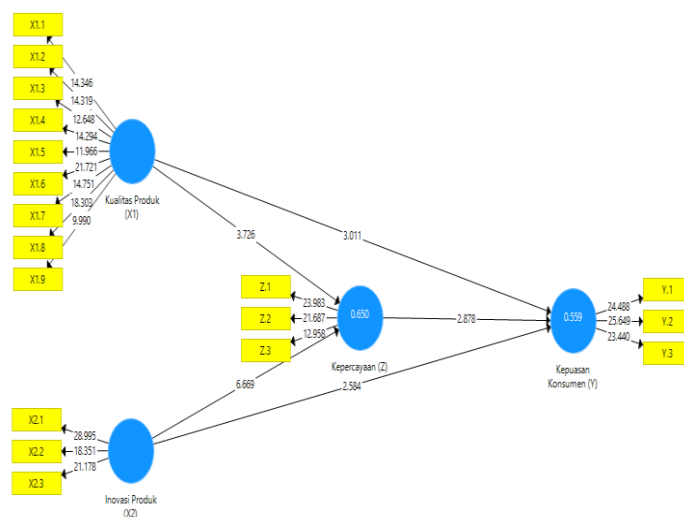 X1.1
X1.2
X1.3
X1.4
X1.5
X1.6
X1.7
X1.8
X1.9
14.346
14.319
12.648
14.294
11.966
21.721
14.751
18.303
9.990
Kualitas Produk
(X1)
3.726
3.011
Z.1
Z.2
Z.3
23.983
21.687
12.958
0.650
Kepercayaan (Z)
2.878
0.559
Kepuasan
Konsumen (Y)
24.488
25.649
23.440
Y.1
Y.2
Y.3
6.669
2.584
X2.1
X2.2
X2.3
28.995
18.351
21.178
Inovasi Produk
(X2)